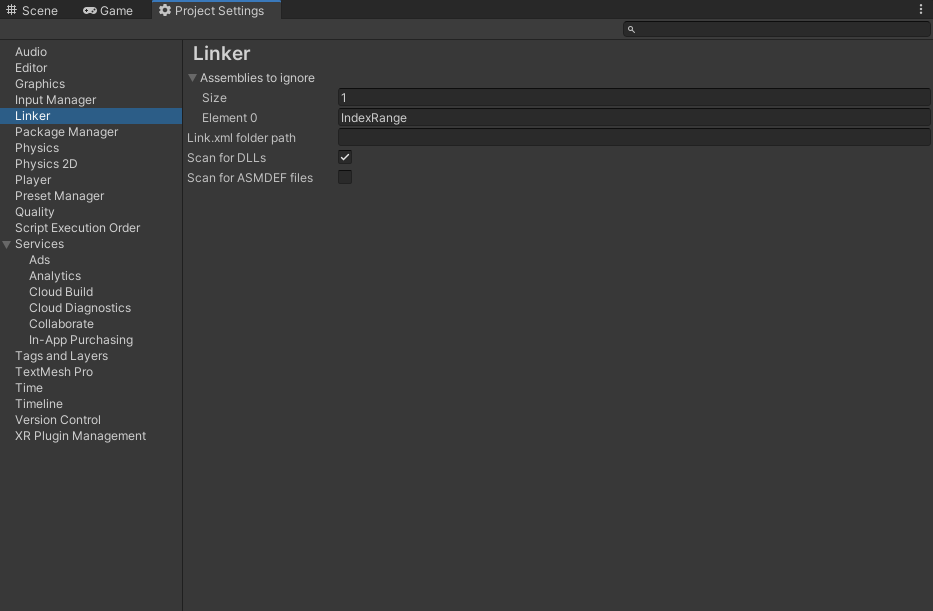 Scene Game Project Settings
Audio
Editor
Graphics
Input Manager
Linker
Package Manager
Physics
Physics 2D
Player
Preset Manager
Quality
Script Execution Order
Services
Ads
Analytics
Cloud Build
Cloud Diagnostics
Collaborate
In-App Purchasing
Tags and Layers
TextMesh Pro
Time
Timeline
Version Control
XR Plugin Management
Linker
Assemblies to ignore
Size 1
Element 0 IndexRange
Link.xml folder path
Scan for DLLs
Scan for ASMDEF files